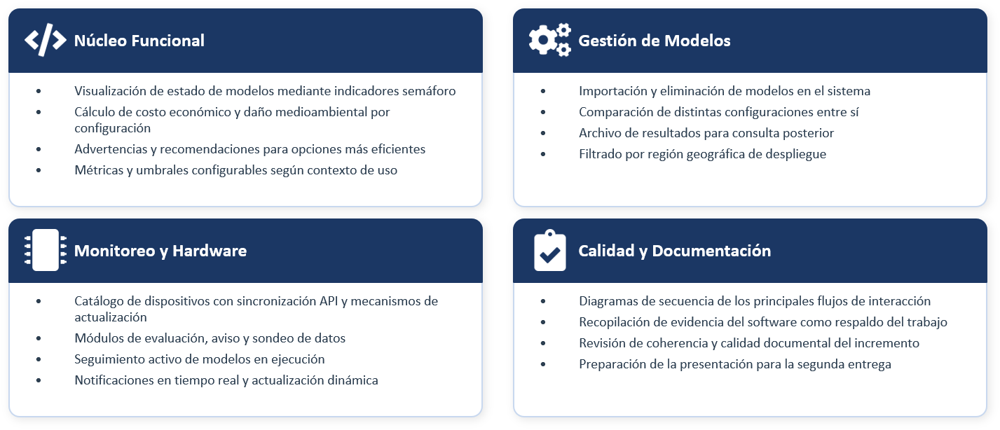 Núcleo Funcional
• Visualización de estado de modelos mediante indicadores semáforo
• Cálculo de costo económico y daño medioambiental por
configuración
• Advertencias y recomendaciones para opciones más eficientes
• Métricas y umbrales configurables según contexto de uso
Gestión de Modelos
• Importación y eliminación de modelos en el sistema
• Comparación de distintas configuraciones entre sí
• Archivo de resultados para consulta posterior
• Filtrado por región geográfica de despliegue
Monitoreo y Hardware
• Catálogo de dispositivos con sincronización API y mecanismos de
actualización
• Módulos de evaluación, aviso y sondeo de datos
• Seguimiento activo de modelos en ejecución
• Notificaciones en tiempo real y actualización dinámica
Calidad y Documentación
• Diagramas de secuencia de los principales flujos de interacción
• Recopilación de evidencia del software como respaldo del trabajo
• Revisión de coherencia y calidad documental del incremento
• Preparación de la presentación para la segunda entrega